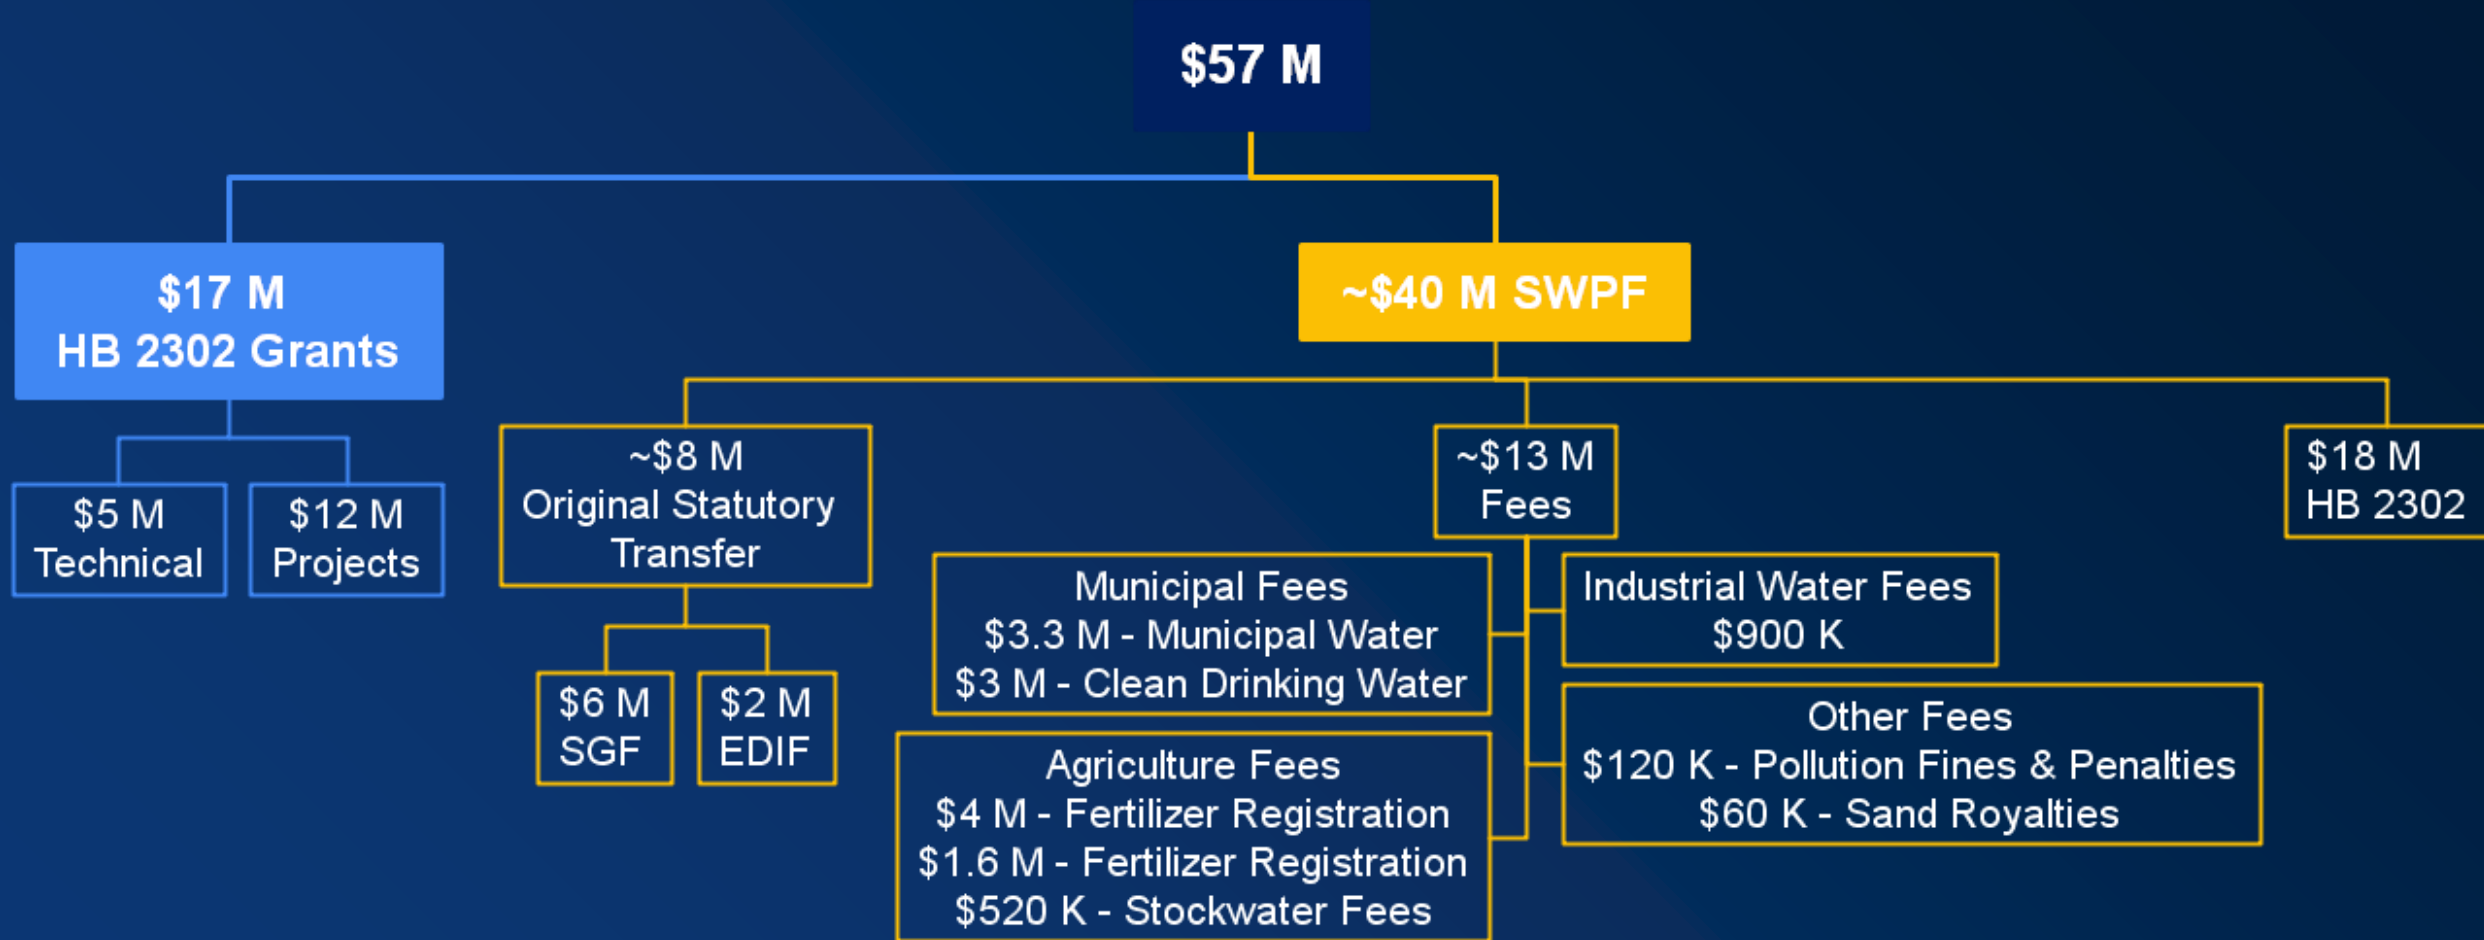 $57 M
$17 M
HB 2302 Grants
~$40 M SWPF
$5 M
Technical
$12 M
Projects
~$8 M
Original Statutory
Transfer
$6 M
SGF
$2 M
EDIF
~$13 M
Fees
Municipal Fees
$3.3 M - Municipal Water
$3 M - Clean Drinking Water
Agriculture Fees
$4 M - Fertilizer Registration
$1.6 M - Fertilizer Registration
$520 K - Stockwater Fees
Industrial Water Fees
$900 K
Other Fees
$120 K - Pollution Fines & Penalties
$60 K - Sand Royalties
$18 M
HB 2302